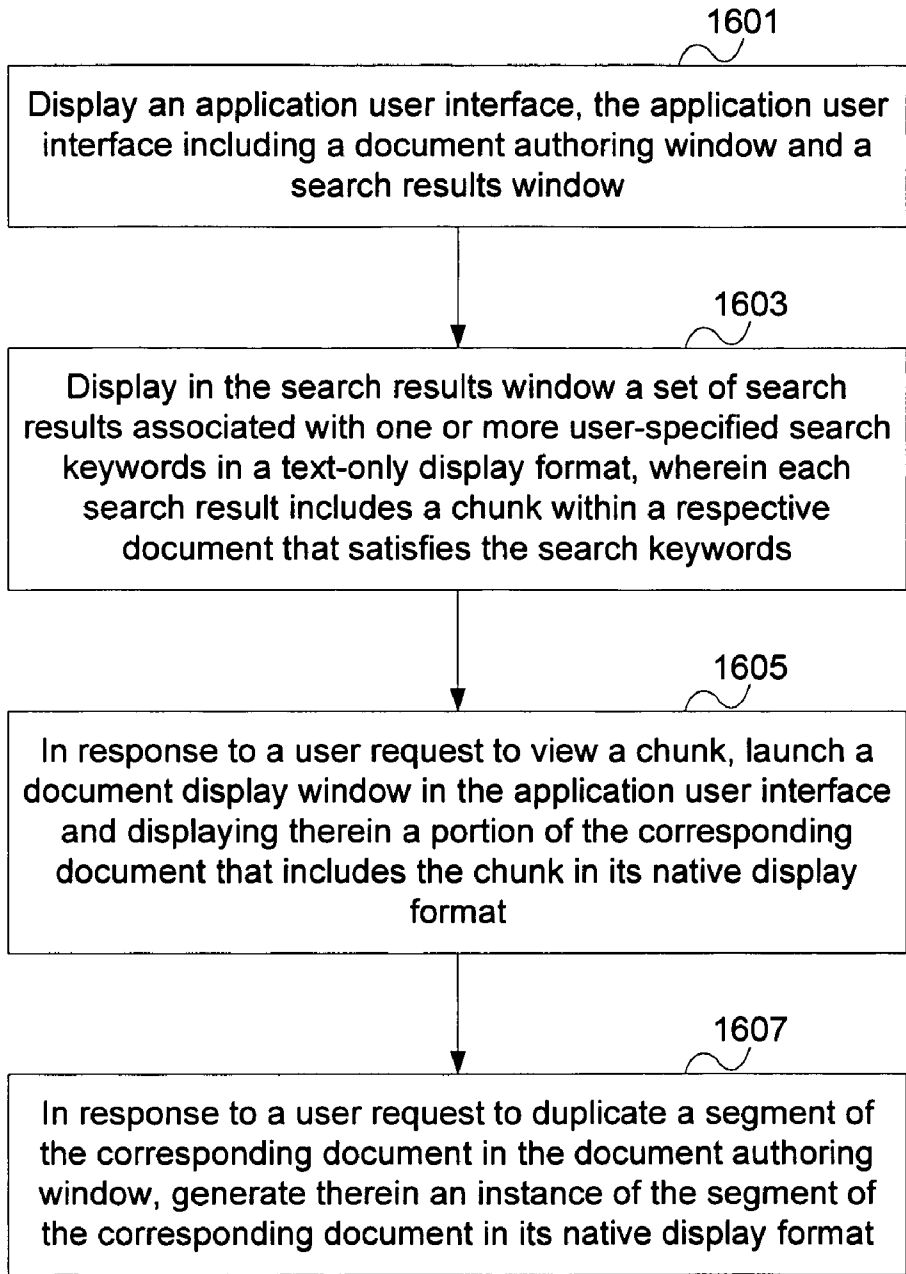 1601
Display an application user interface, the application user
interface including a document authoring window and a
search results window
1603
Display in the search results window a set of search
results associated with one or more user-specified search
keywords in a text-only display format, wherein each
search result includes a chunk within a respective
document that satisfies the search keywords
1605
In response to a user request to view a chunk, launch a
document display window in the application user interface
and displaying therein a portion of the corresponding
document that includes the chunk in its native display
format
1607
In response to a user request to duplicate a segment of
the corresponding document in the document authoring
window, generate therein an instance of the segment of
the corresponding document in its native display format